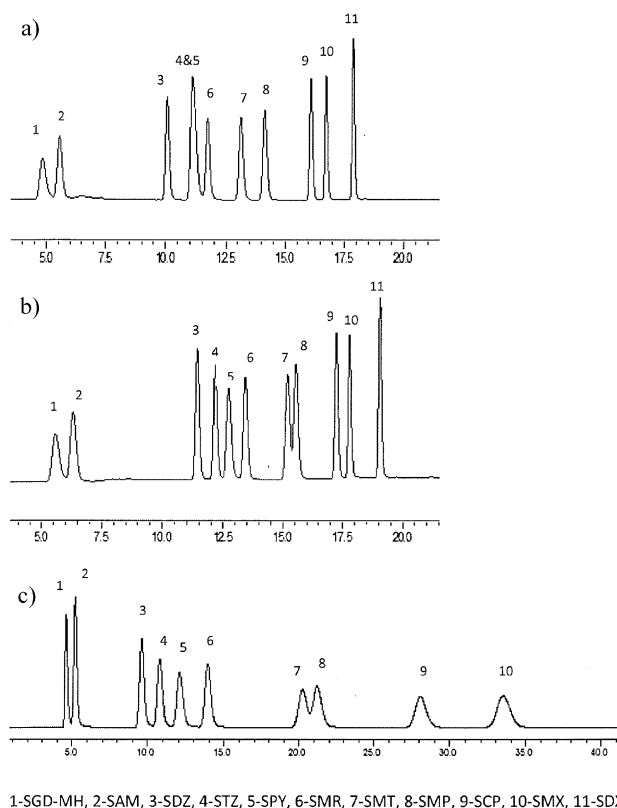 a)
1 2 3 4&5 6 7 8 9 10 11
5.0 7.5 10.0 12.5 15.0 17.5 20.0
b)
1 2 3 4 5 6 7 8 9 10 11
5.0 7.5 10.0 12.5 15.0 17.5 20.0
c)
1 2 3 4 5 6 7 8 9 10
5.0 10.0 15.0 20.0 25.0 30.0 35.0 40
1-SGD-MH, 2-SAM, 3-SDZ, 4-STZ, 5-SPY, 6-SMR, 7-SMT, 8-SMP, 9-SCP, 10-SMX, 11-SD